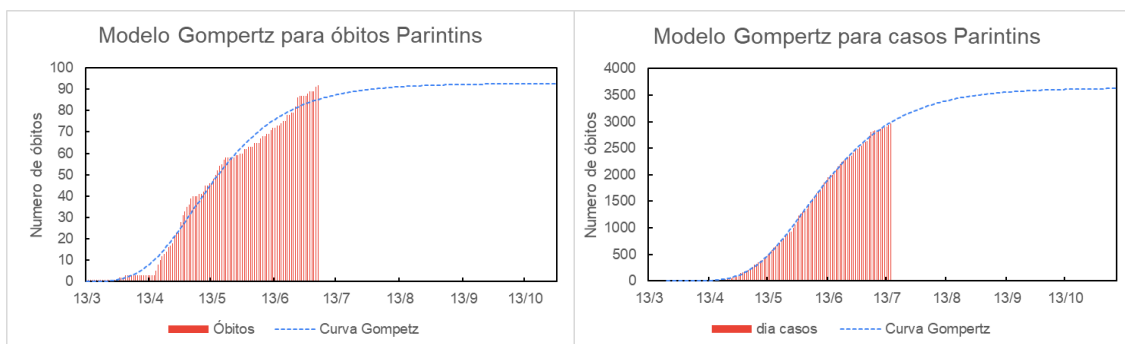 Modelo Gompertz para óbitos Parintins
Numero de óbitos
100
90
80
70
60
50
40
30
20
10
0
13/3 13/4 13/5 13/6 13/7 13/8 13/9 13/10
Óbitos Curva Gompetz
Modelo Gompertz para casos Parintins
Numero de óbitos
4000
3500
3000
2500
2000
1500
1000
500
0
13/3 13/4 13/5 13/6 13/7 13/8 13/9 13/10
dia casos Curva Gompertz